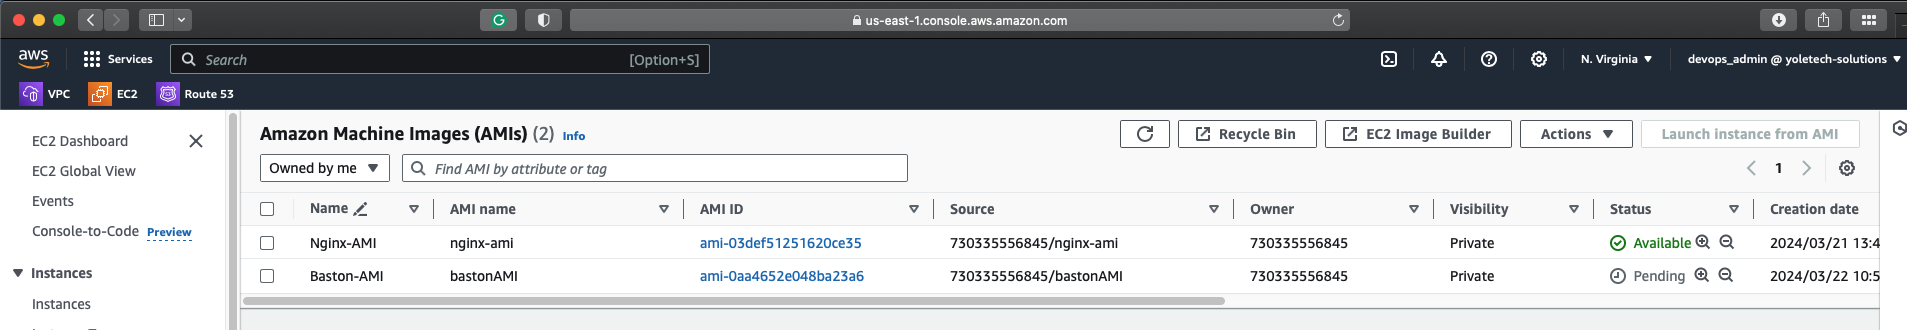 us-east-1.console.aws.amazon.com
aws Services Search [Option+S] N. Virginia devops_admin @ yoletech-solutions
VPC EC2 Route 53
EC2 Dashboard
EC2 Global View
Events
Console-to-Code Preview
Instances
Instances
Amazon Machine Images (AMIs) (2) Info Recycle Bin EC2 Image Builder Actions Launch instance from AMI
Owned by me Find AMI by attribute or tag 1
Name AMI name AMI ID Source Owner Visibility Status Creation date
Nginx-AMI nginx-ami ami-03def51251620ce35 730335556845/nginx-ami 730335556845 Private Available 2024/03/21 13:4
Baston-AMI bastonAMI ami-0aa4652e048ba23a6 730335556845/bastonAMI 730335556845 Private Pending 2024/03/22 10:5